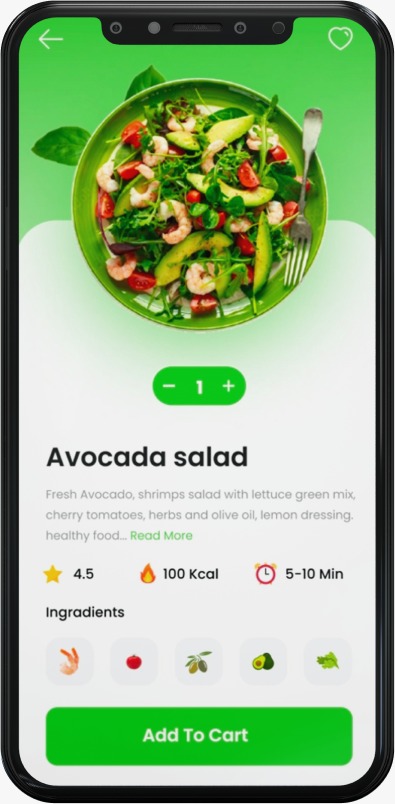 − 1 +
Avocada salad
Fresh Avocado, shrimps salad with lettuce green mix,
cherry tomatoes, herbs and olive oil, lemon dressing.
healthy food... Read More
4.5 100 Kcal 5-10 Min
Ingradients
Add To Cart